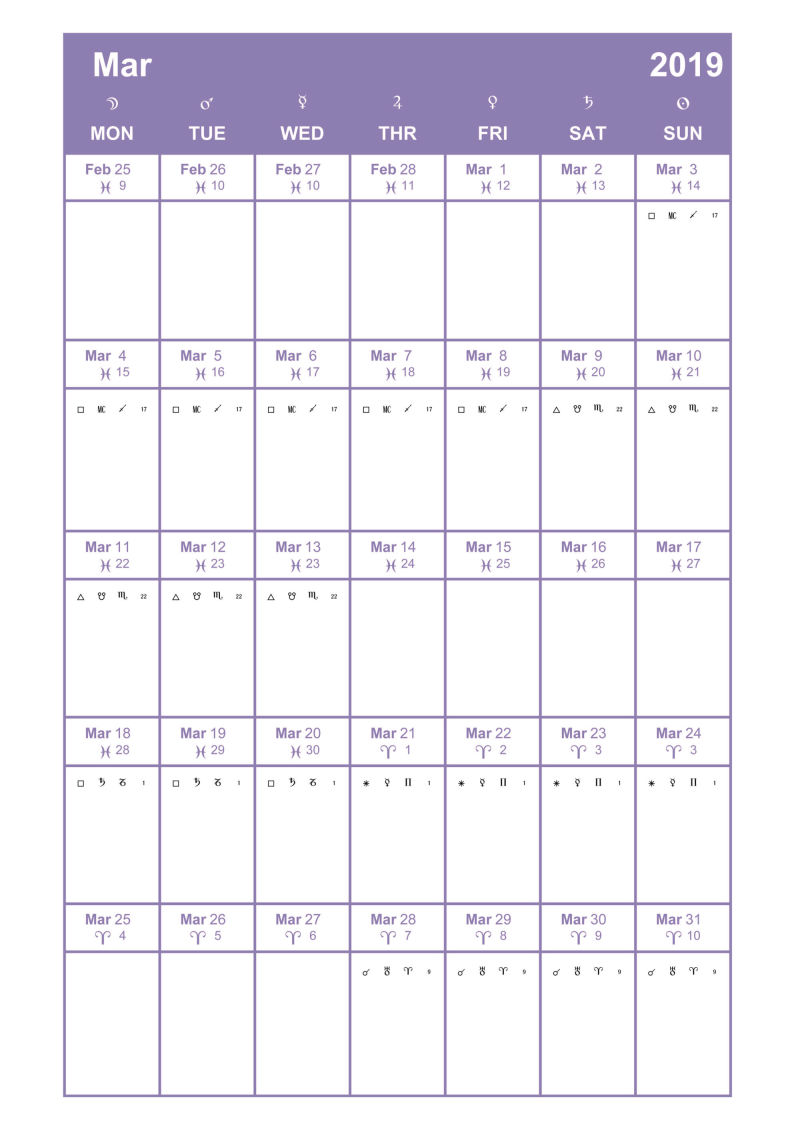 Mar 2019
☽ ♂ ☿ ♃ ♀ ♄ ☉
MON TUE WED THR FRI SAT SUN
Feb 25 Feb 26 Feb 27 Feb 28 Mar 1 Mar 2 Mar 3
♓ 9 ♓ 10 ♓ 10 ♓ 11 ♓ 12 ♓ 13 ♓ 14
□ MC ♐ 17
Mar 4 Mar 5 Mar 6 Mar 7 Mar 8 Mar 9 Mar 10
♓ 15 ♓ 16 ♓ 17 ♓ 18 ♓ 19 ♓ 20 ♓ 21
□ MC ♐ 17 □ MC ♐ 17 □ MC ♐ 17 □ MC ♐ 17 □ MC ♐ 17 △ ☋ ♏ 22 △ ☋ ♏ 22
Mar 11 Mar 12 Mar 13 Mar 14 Mar 15 Mar 16 Mar 17
♓ 22 ♓ 23 ♓ 23 ♓ 24 ♓ 25 ♓ 26 ♓ 27
△ ☋ ♏ 22 △ ☋ ♏ 22 △ ☋ ♏ 22
Mar 18 Mar 19 Mar 20 Mar 21 Mar 22 Mar 23 Mar 24
♓ 28 ♓ 29 ♓ 30 ♈ 1 ♈ 2 ♈ 3 ♈ 3
□ ♄ ♑ 1 □ ♄ ♑ 1 □ ♄ ♑ 1 ⚹ ☿ ♊ 1 ⚹ ☿ ♊ 1 ⚹ ☿ ♊ 1 ⚹ ☿ ♊ 1
Mar 25 Mar 26 Mar 27 Mar 28 Mar 29 Mar 30 Mar 31
♈ 4 ♈ 5 ♈ 6 ♈ 7 ♈ 8 ♈ 9 ♈ 10
☌ ♅ ♈ 9 ☌ ♅ ♈ 9 ☌ ♅ ♈ 9 ☌ ♅ ♈ 9